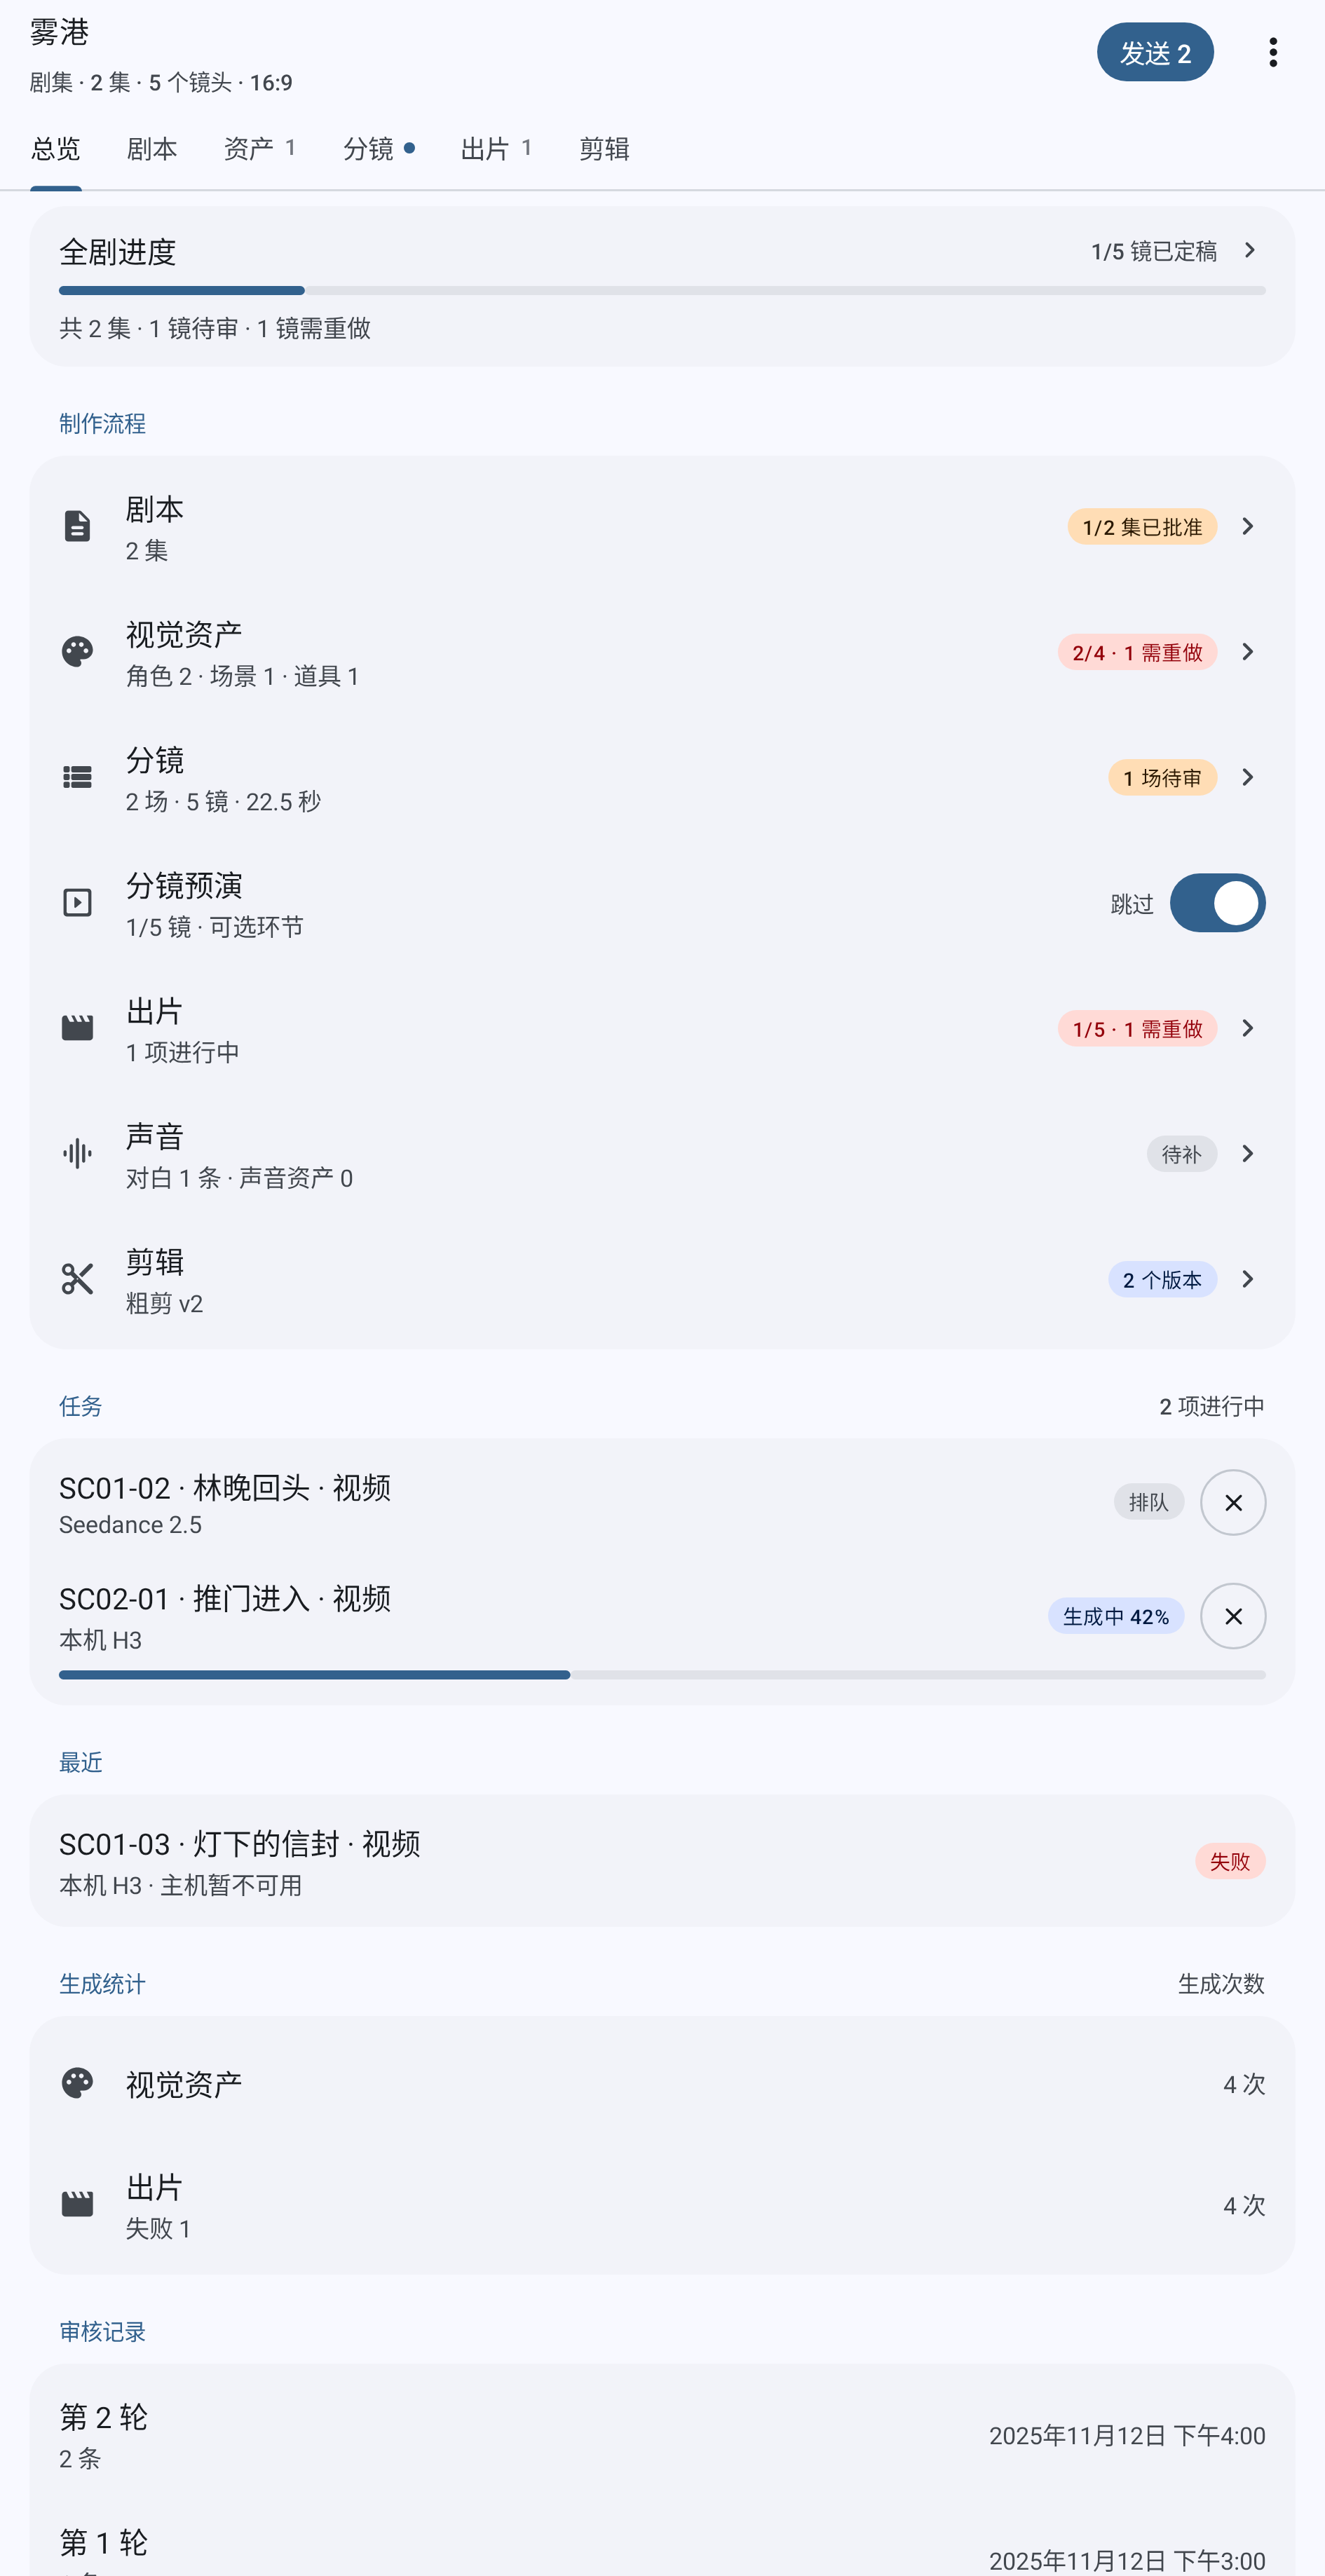 雾港
发送 2
剧集 · 2 集 · 5 个镜头 · 16:9
总览 剧本 资产 1 分镜 出片 1 剪辑
全剧进度
1/5 镜已定稿
共 2 集 · 1 镜待审 · 1 镜需重做
制作流程
剧本
2 集
1/2 集已批准
视觉资产
角色 2 · 场景 1 · 道具 1
2/4 · 1 需重做
分镜
2 场 · 5 镜 · 22.5 秒
1 场待审
分镜预演
1/5 镜 · 可选环节
跳过
出片
1 项进行中
1/5 · 1 需重做
声音
对白 1 条 · 声音资产 0
待补
剪辑
粗剪 v2
2 个版本
任务
2 项进行中
SC01-02 · 林晚回头 · 视频
Seedance 2.5
排队
SC02-01 · 推门进入 · 视频
本机 H3
生成中 42%
最近
SC01-03 · 灯下的信封 · 视频
本机 H3 · 主机暂不可用
失败
生成统计
生成次数
视觉资产
4 次
出片
失败 1
4 次
审核记录
第 2 轮
2 条
2025年11月12日 下午4:00
第 1 轮
2025年11月12日 下午3:00